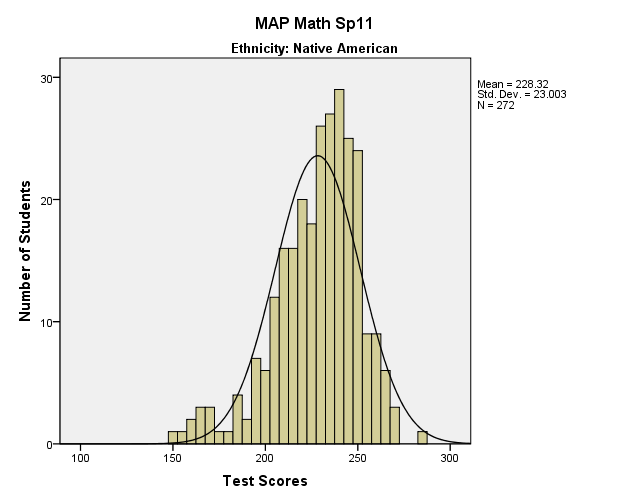 MAP Math Sp11
Ethnicity: Native American
Mean = 228.32
Std. Dev. = 23.003
N = 272
30
20
10
0
Number of Students
100 150 200 250 300
Test Scores